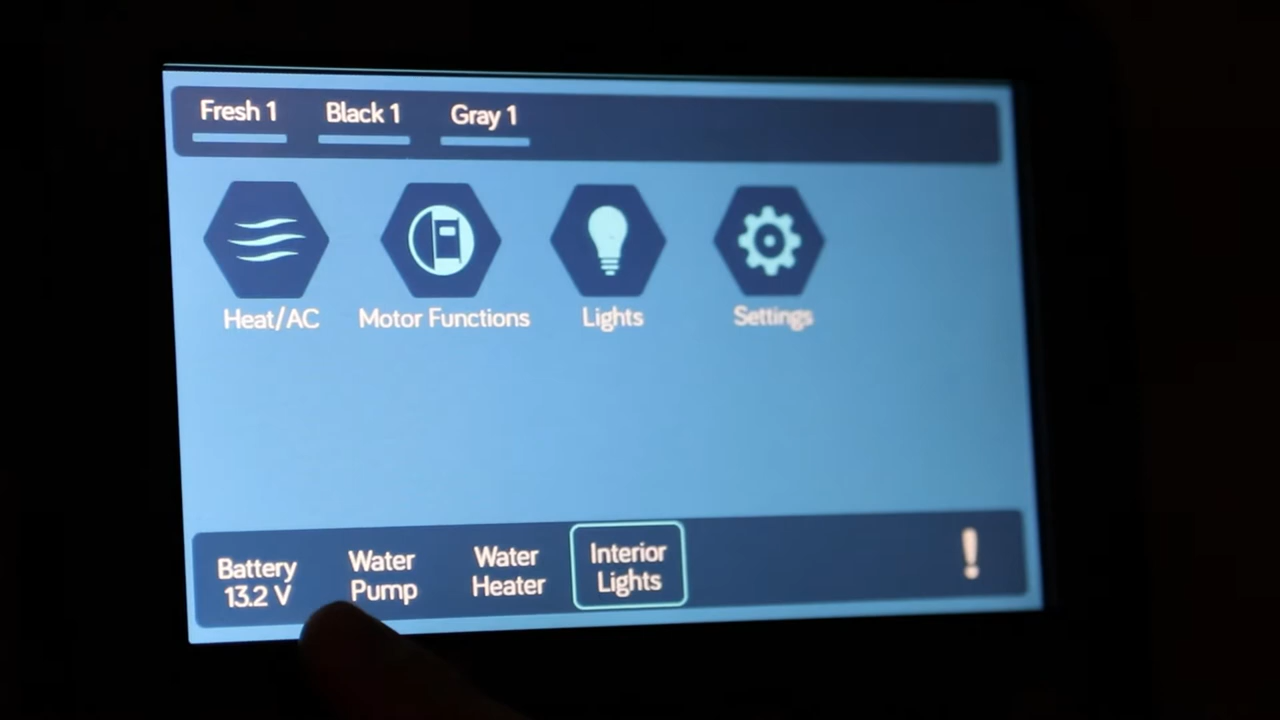 Fresh 1 Black 1 Gray 1
Heat/AC Motor Functions Lights Settings
Battery 13.2 V
Water Pump
Water Heater
Interior Lights
!